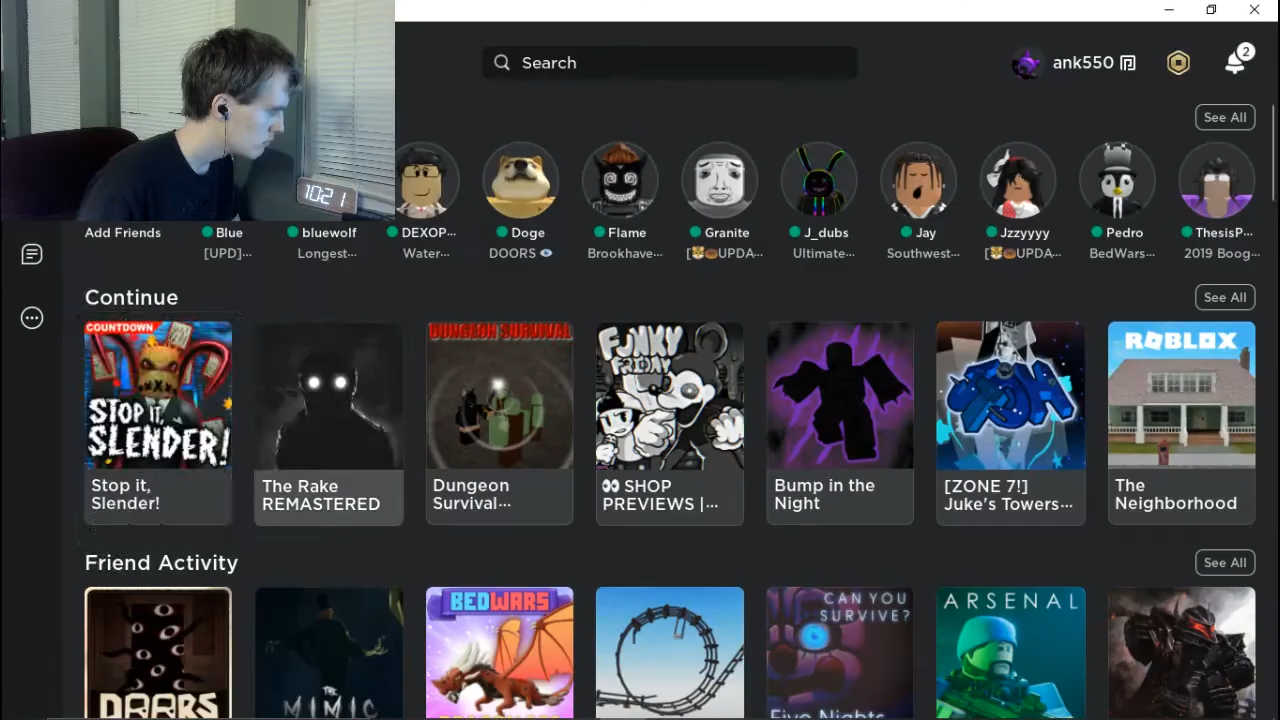 Search
ank550
2
See All
10:21
Add Friends
Blue
bluewolf
DEXOP...
Doge
Flame
Granite
J_dubs
Jay
Jzzyyyy
Pedro
ThesisP...
[UPD]...
Longest...
Water...
DOORS
Brookhave...
[🐯🍩UPDA...
Ultimate...
Southwest...
[🐯🍩UPDA...
BedWars...
2019 Boog...
Continue
See All
COUNTDOWN
STOP IT,
SLENDER!
DUNGEON SURVIVAL
FUNKY
FRIDAY
ROBLOX
Stop it,
Slender!
The Rake
REMASTERED
Dungeon
Survival...
👀 SHOP
PREVIEWS |...
Bump in the
Night
[ZONE 7!]
Juke's Towers...
The
Neighborhood
Friend Activity
See All
DOORS
THE
MIMIC
BEDWARS
CAN YOU
SURVIVE?
Five Nights
ARSENAL